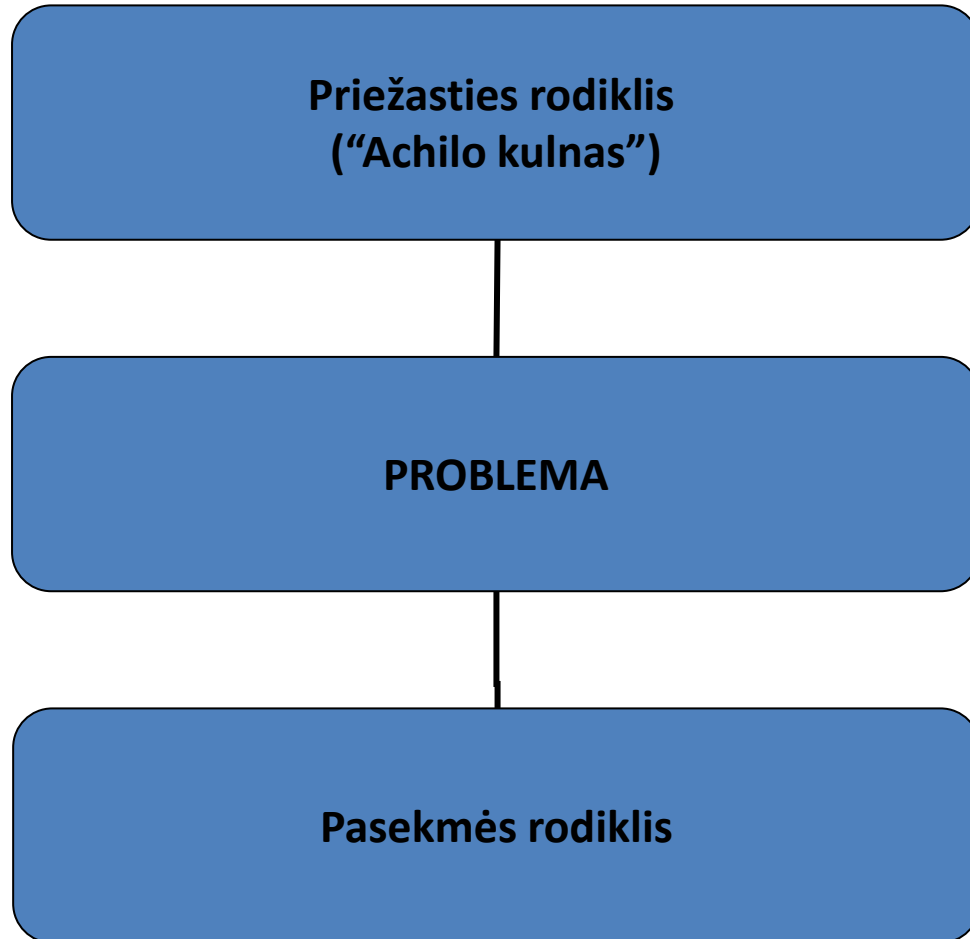 Priežasties rodiklis
(“Achilo kulnas”)
PROBLEMA
Pasekmės rodiklis